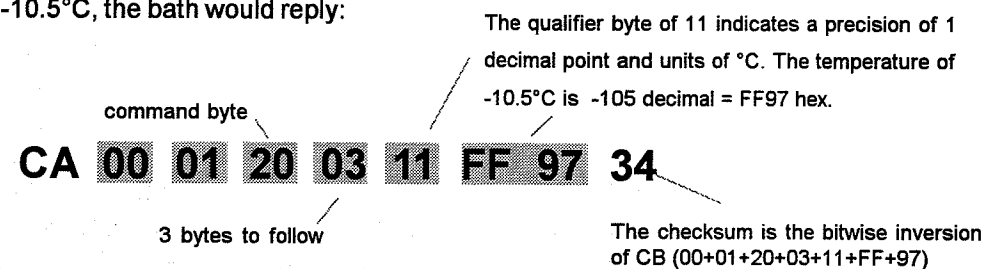 -10.5°C, the bath would reply:
The qualifier byte of 11 indicates a precision of 1
decimal point and units of °C. The temperature of
-10.5°C is -105 decimal = FF97 hex.
command byte
CA 00 01 20 03 11 FF 97 34
3 bytes to follow
The checksum is the bitwise inversion
of CB (00+01+20+03+11+FF+97)